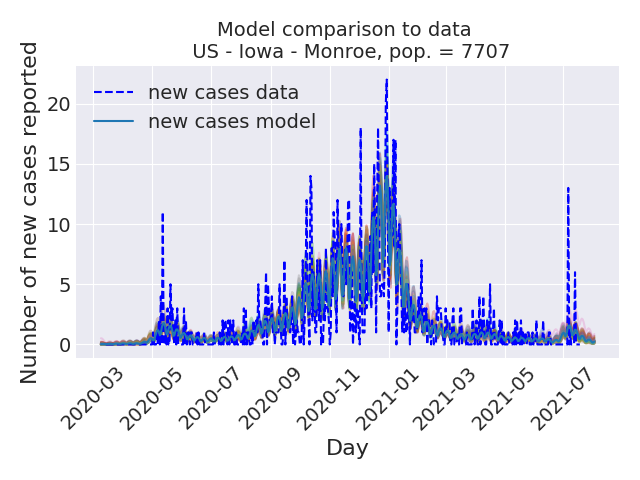 Model comparison to data
US - Iowa - Monroe, pop. = 7707
Number of new cases reported
new cases data
new cases model
20
15
10
5
0
2020-03
2020-05
2020-07
2020-09
2020-11
2021-01
2021-03
2021-05
2021-07
Day